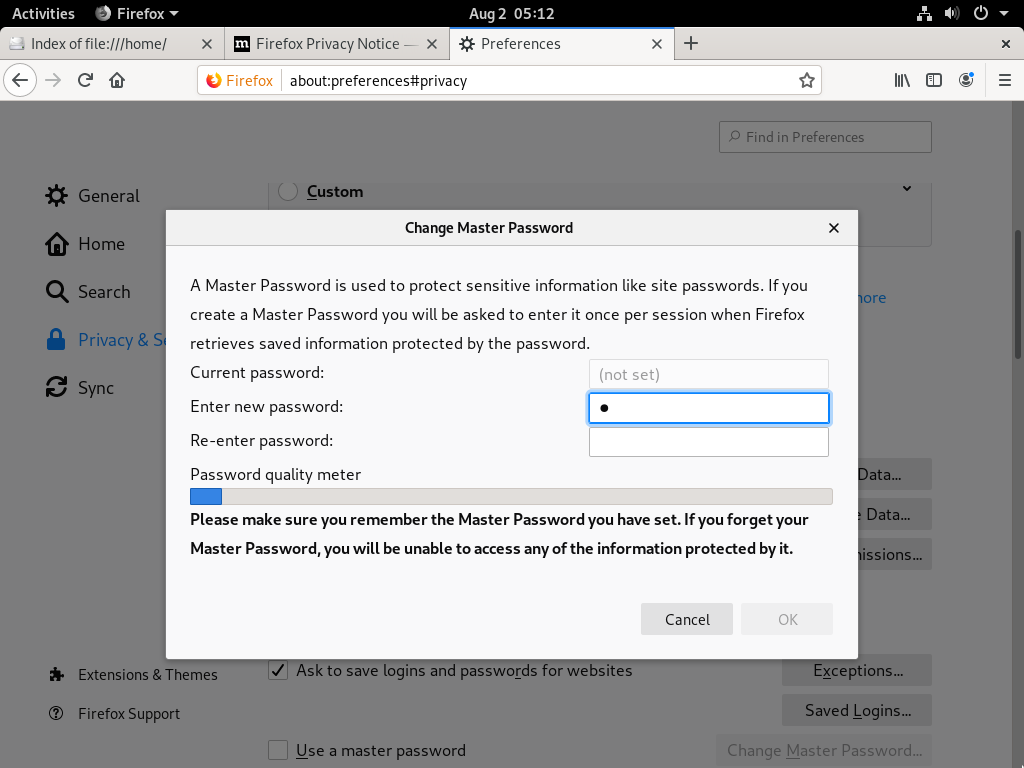 Activities Firefox Aug 2 05:12
Index of file:///home/ Firefox Privacy Notice — Preferences
Firefox about:preferences#privacy
Find in Preferences
General
Home
Search
Privacy & Se
Sync
Extensions & Themes
Firefox Support
Custom
more
Data...
e Data...
missions...
Change Master Password
A Master Password is used to protect sensitive information like site passwords. If you
create a Master Password you will be asked to enter it once per session when Firefox
retrieves saved information protected by the password.
Current password: (not set)
Enter new password: ●
Re-enter password:
Password quality meter
Please make sure you remember the Master Password you have set. If you forget your
Master Password, you will be unable to access any of the information protected by it.
Cancel OK
Ask to save logins and passwords for websites Exceptions...
Saved Logins...
Use a master password Change Master Password...